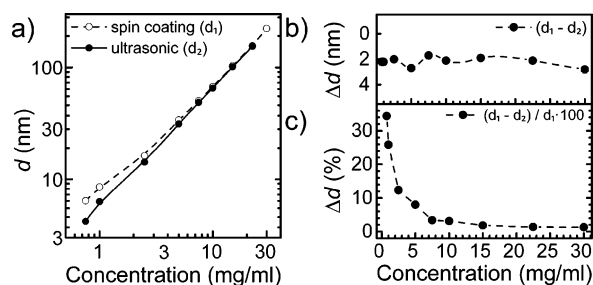 a)
spin coating (d₁)
ultrasonic (d₂)
d (nm)
100
30
10
3
1 3 10 30
Concentration (mg/ml)
b)
(d₁ - d₂)
Δd (nm)
0
2
4
c)
(d₁ - d₂) / d₁·100
Δd (%)
30
20
10
0
0 5 10 15 20 25 30
Concentration (mg/ml)